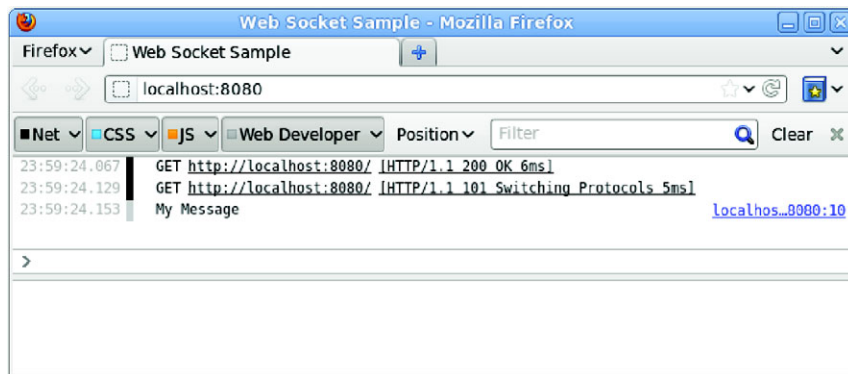 Web Socket Sample - Mozilla Firefox
Firefox Web Socket Sample
localhost:8080
Net CSS JS Web Developer Position Filter Clear
23:59:24.067 GET http://localhost:8080/ [HTTP/1.1 200 OK 6ms]
23:59:24.129 GET http://localhost:8080/ [HTTP/1.1 101 Switching Protocols 5ms]
23:59:24.153 My Message localhos…8080:10